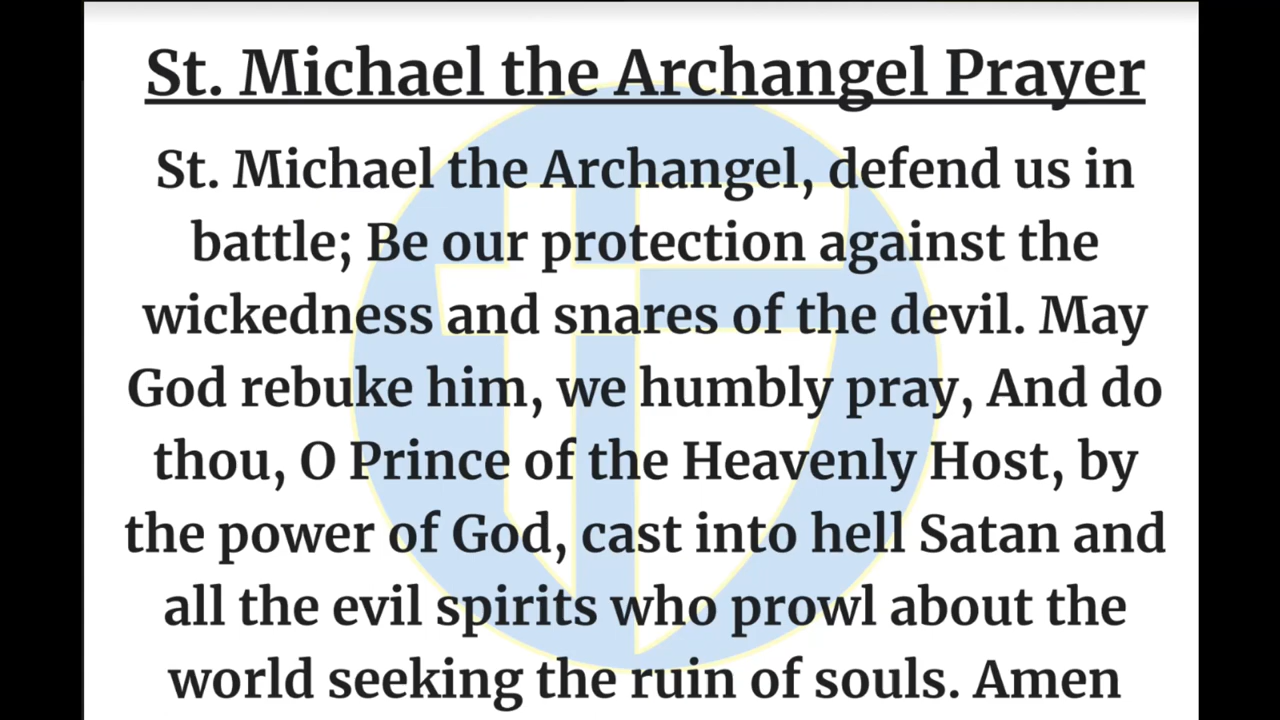 St. Michael the Archangel Prayer
St. Michael the Archangel, defend us in
battle; Be our protection against the
wickedness and snares of the devil. May
God rebuke him, we humbly pray, And do
thou, O Prince of the Heavenly Host, by
the power of God, cast into hell Satan and
all the evil spirits who prowl about the
world seeking the ruin of souls. Amen